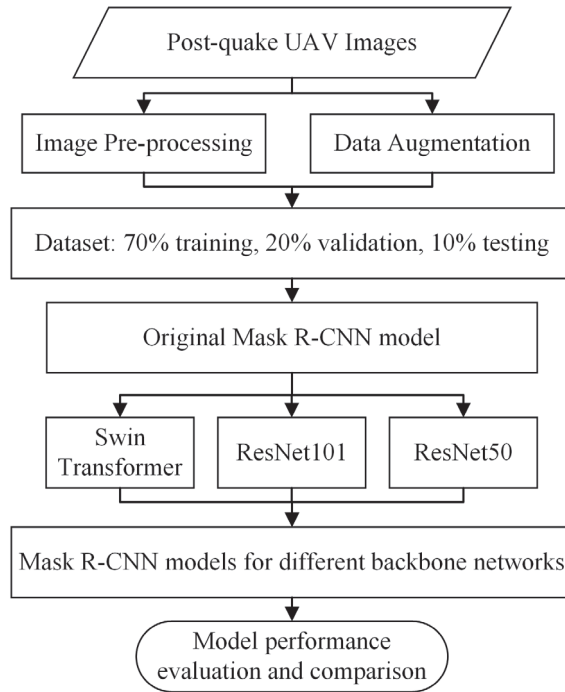 Post-quake UAV Images
Image Pre-processing
Data Augmentation
Dataset: 70% training, 20% validation, 10% testing
Original Mask R-CNN model
Swin
Transformer
ResNet101
ResNet50
Mask R-CNN models for different backbone networks
Model performance
evaluation and comparison